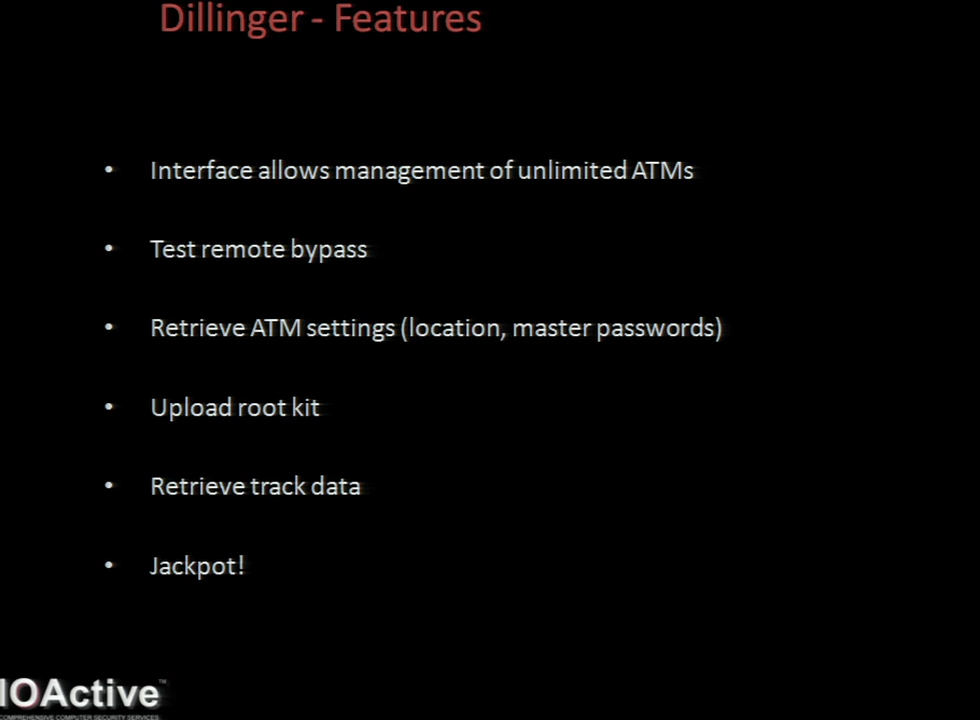 Dillinger - Features
• Interface allows management of unlimited ATMs
• Test remote bypass
• Retrieve ATM settings (location, master passwords)
• Upload root kit
• Retrieve track data
• Jackpot!
IOActive™
COMPREHENSIVE COMPUTER SECURITY SERVICES